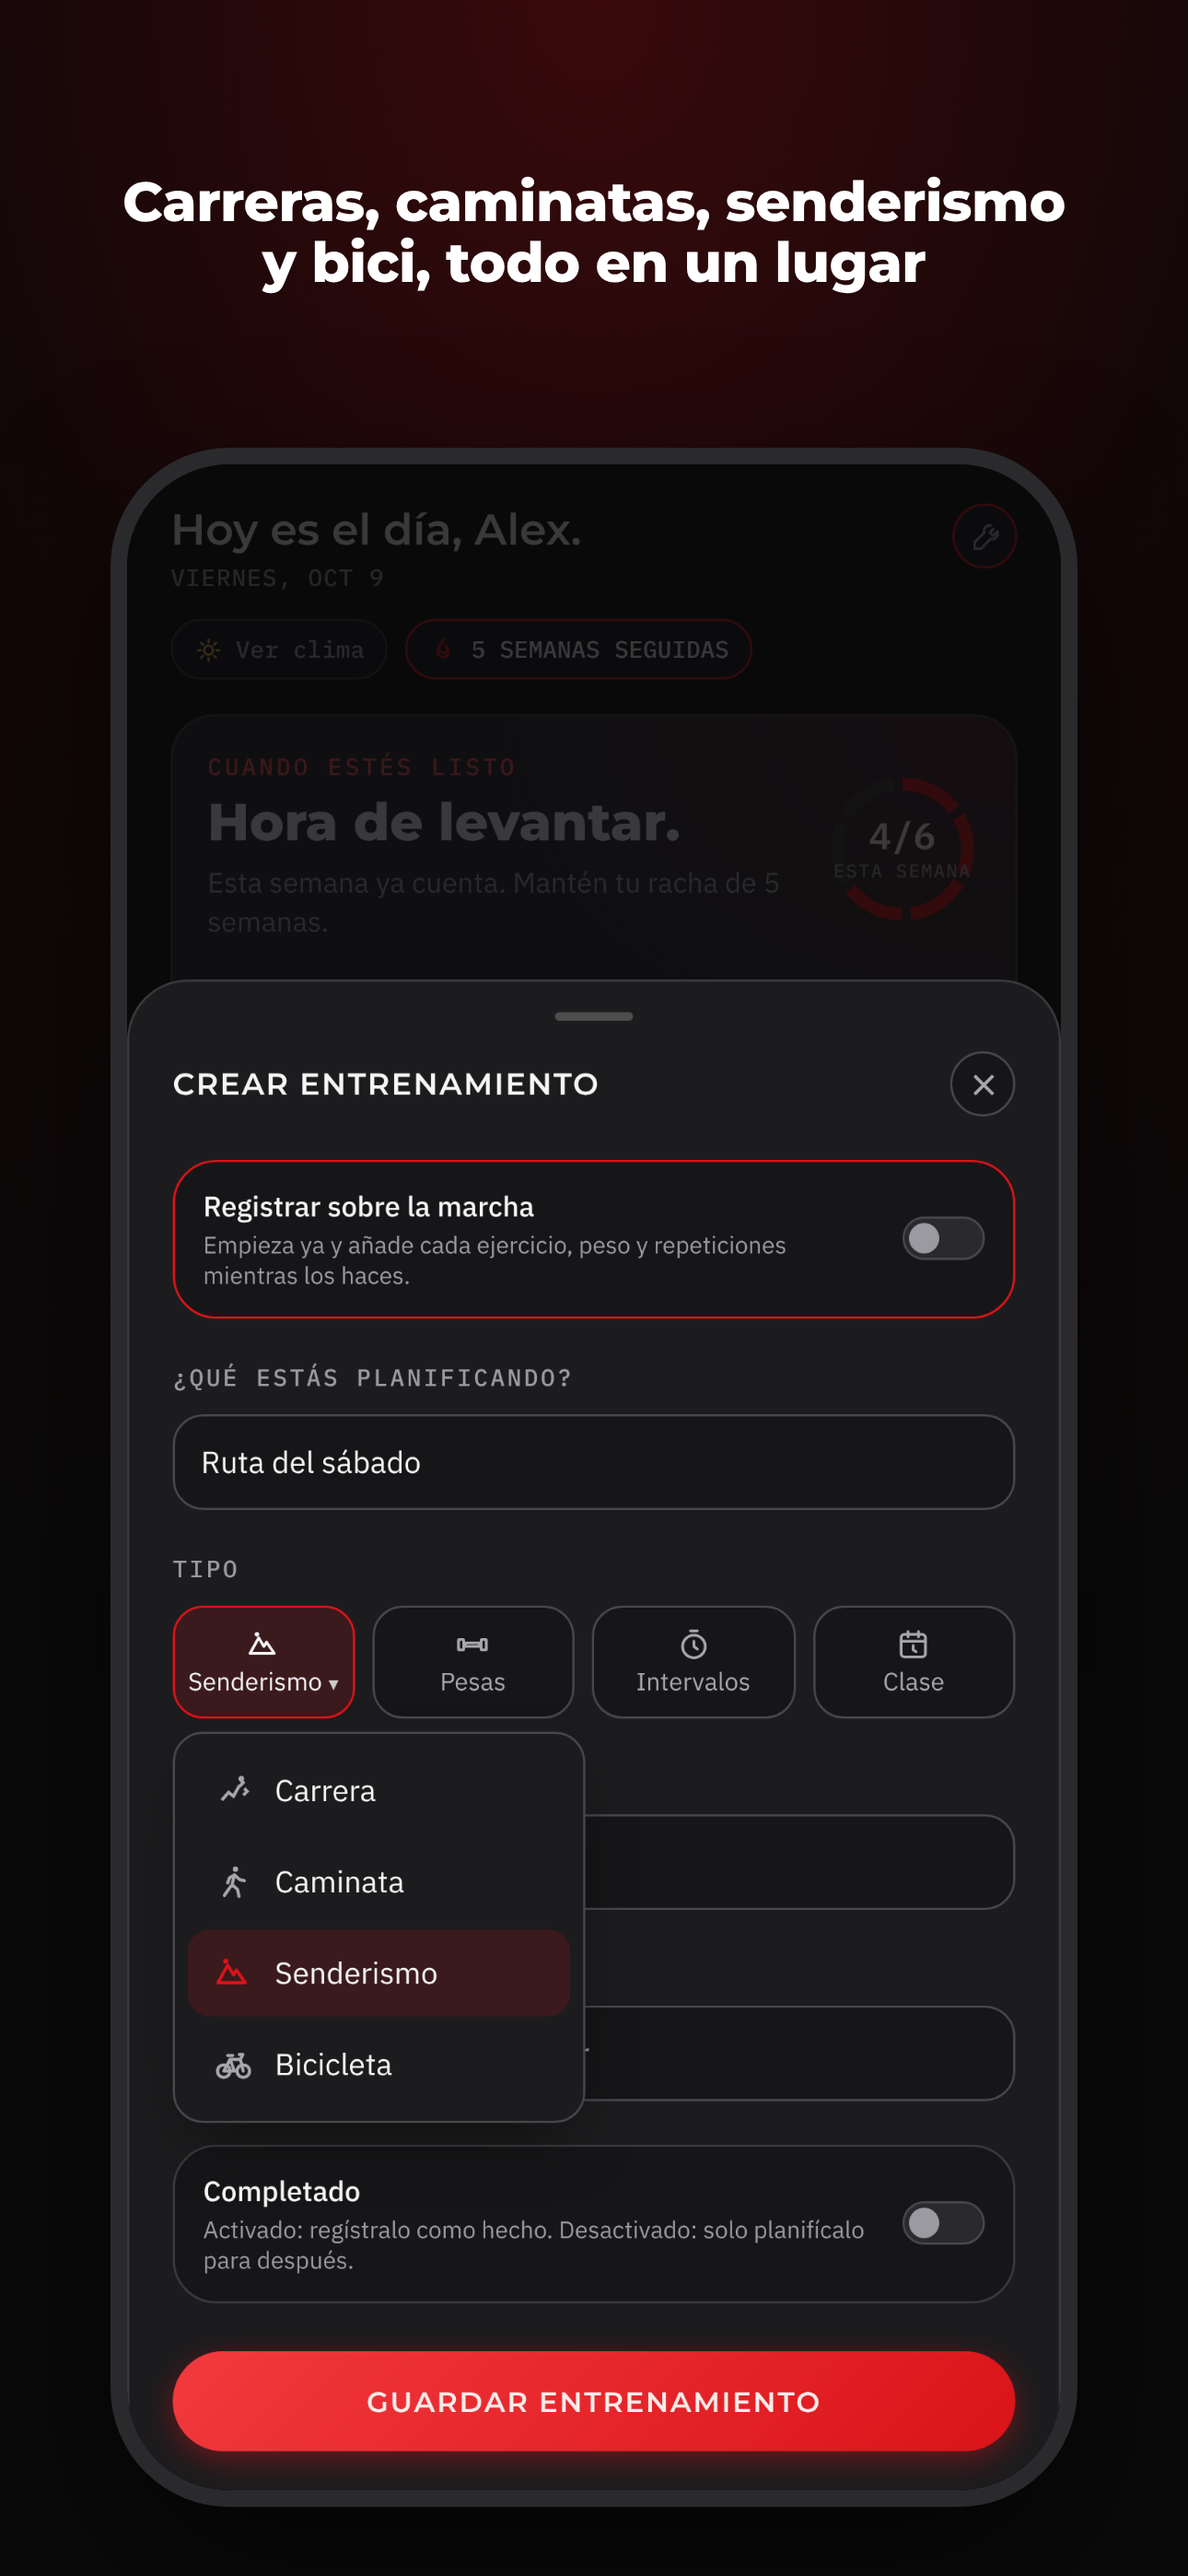 Carreras, caminatas, senderismo
y bici, todo en un lugar
Hoy es el día, Alex.
VIERNES, OCT 9
Ver clima
5 SEMANAS SEGUIDAS
CUANDO ESTÉS LISTO
Hora de levantar.
Esta semana ya cuenta. Mantén tu racha de 5
semanas.
4/6
ESTA SEMANA
CREAR ENTRENAMIENTO
Registrar sobre la marcha
Empieza ya y añade cada ejercicio, peso y repeticiones
mientras los haces.
¿QUÉ ESTÁS PLANIFICANDO?
Ruta del sábado
TIPO
Senderismo ▾
Pesas
Intervalos
Clase
Carrera
Caminata
Senderismo
Bicicleta
Completado
Activado: regístralo como hecho. Desactivado: solo planifícalo
para después.
GUARDAR ENTRENAMIENTO